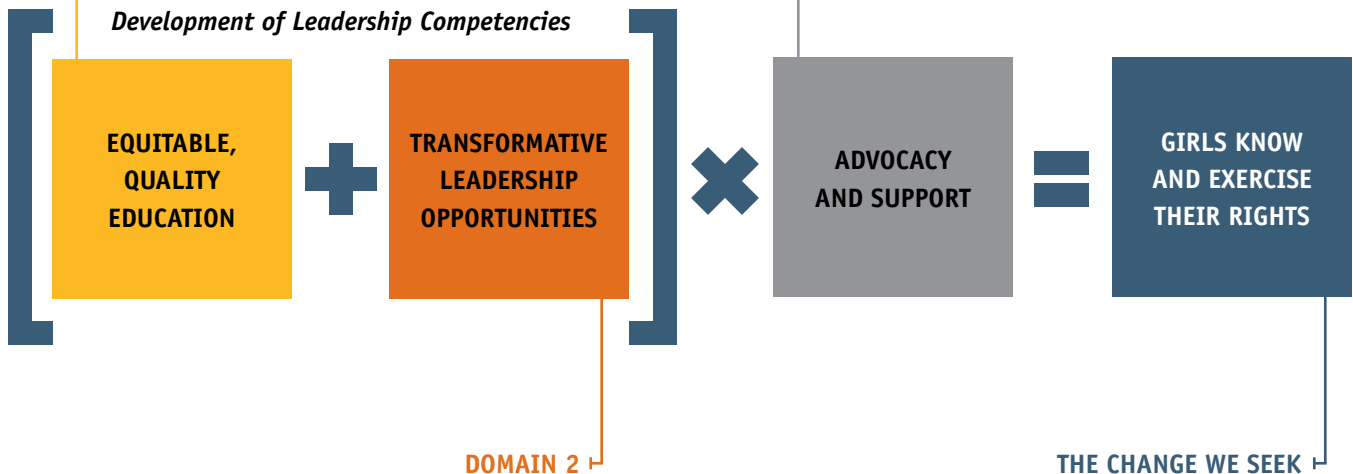 Development of Leadership Competencies
EQUITABLE,
QUALITY
EDUCATION
TRANSFORMATIVE
LEADERSHIP
OPPORTUNITIES
ADVOCACY
AND SUPPORT
GIRLS KNOW
AND EXERCISE
THEIR RIGHTS
DOMAIN 2
THE CHANGE WE SEEK